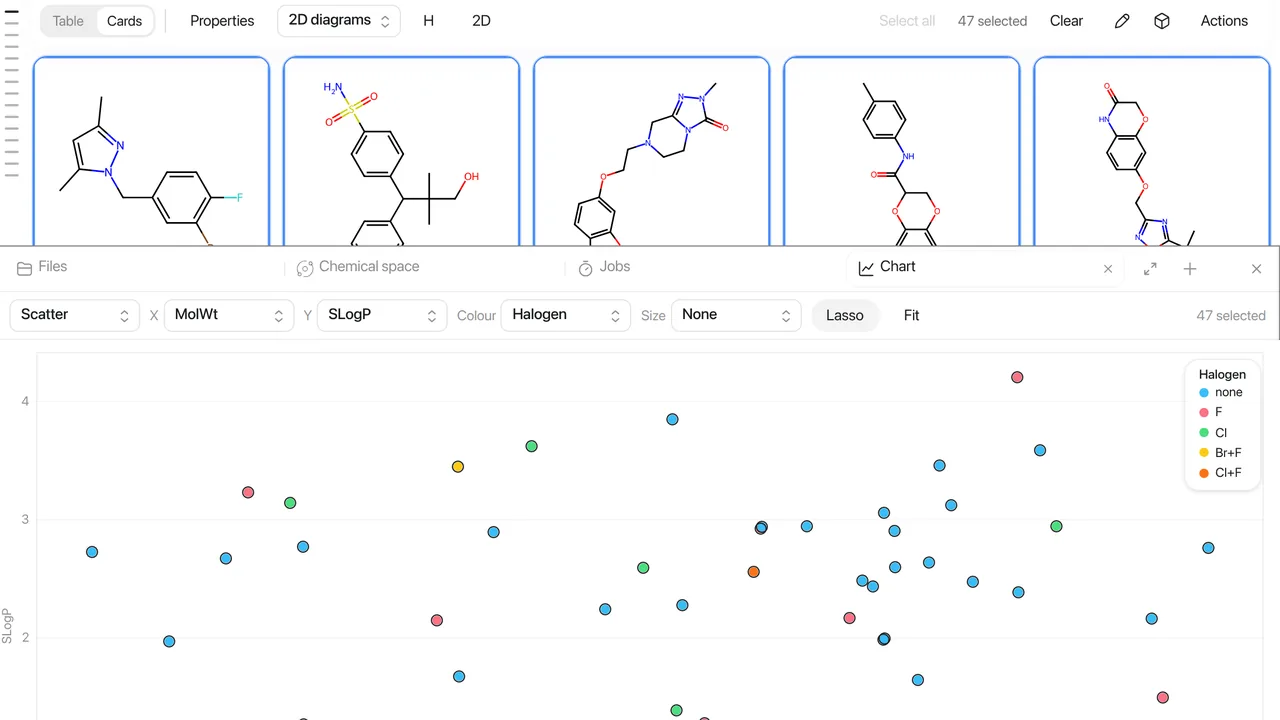 Table Cards Properties 2D diagrams H 2D Select all 47 selected Clear Actions
N
N
F
H2N
S
O
O
OH
N
N
N
O
N
N
O
NH
O
O
O
O
HN
O
O
N
N
Files Chemical space Jobs Chart
Scatter X MolWt Y SLogP Colour Halogen Size None Lasso Fit 47 selected
Halogen
none
F
Cl
Br+F
Cl+F
4
3
2
SLogP